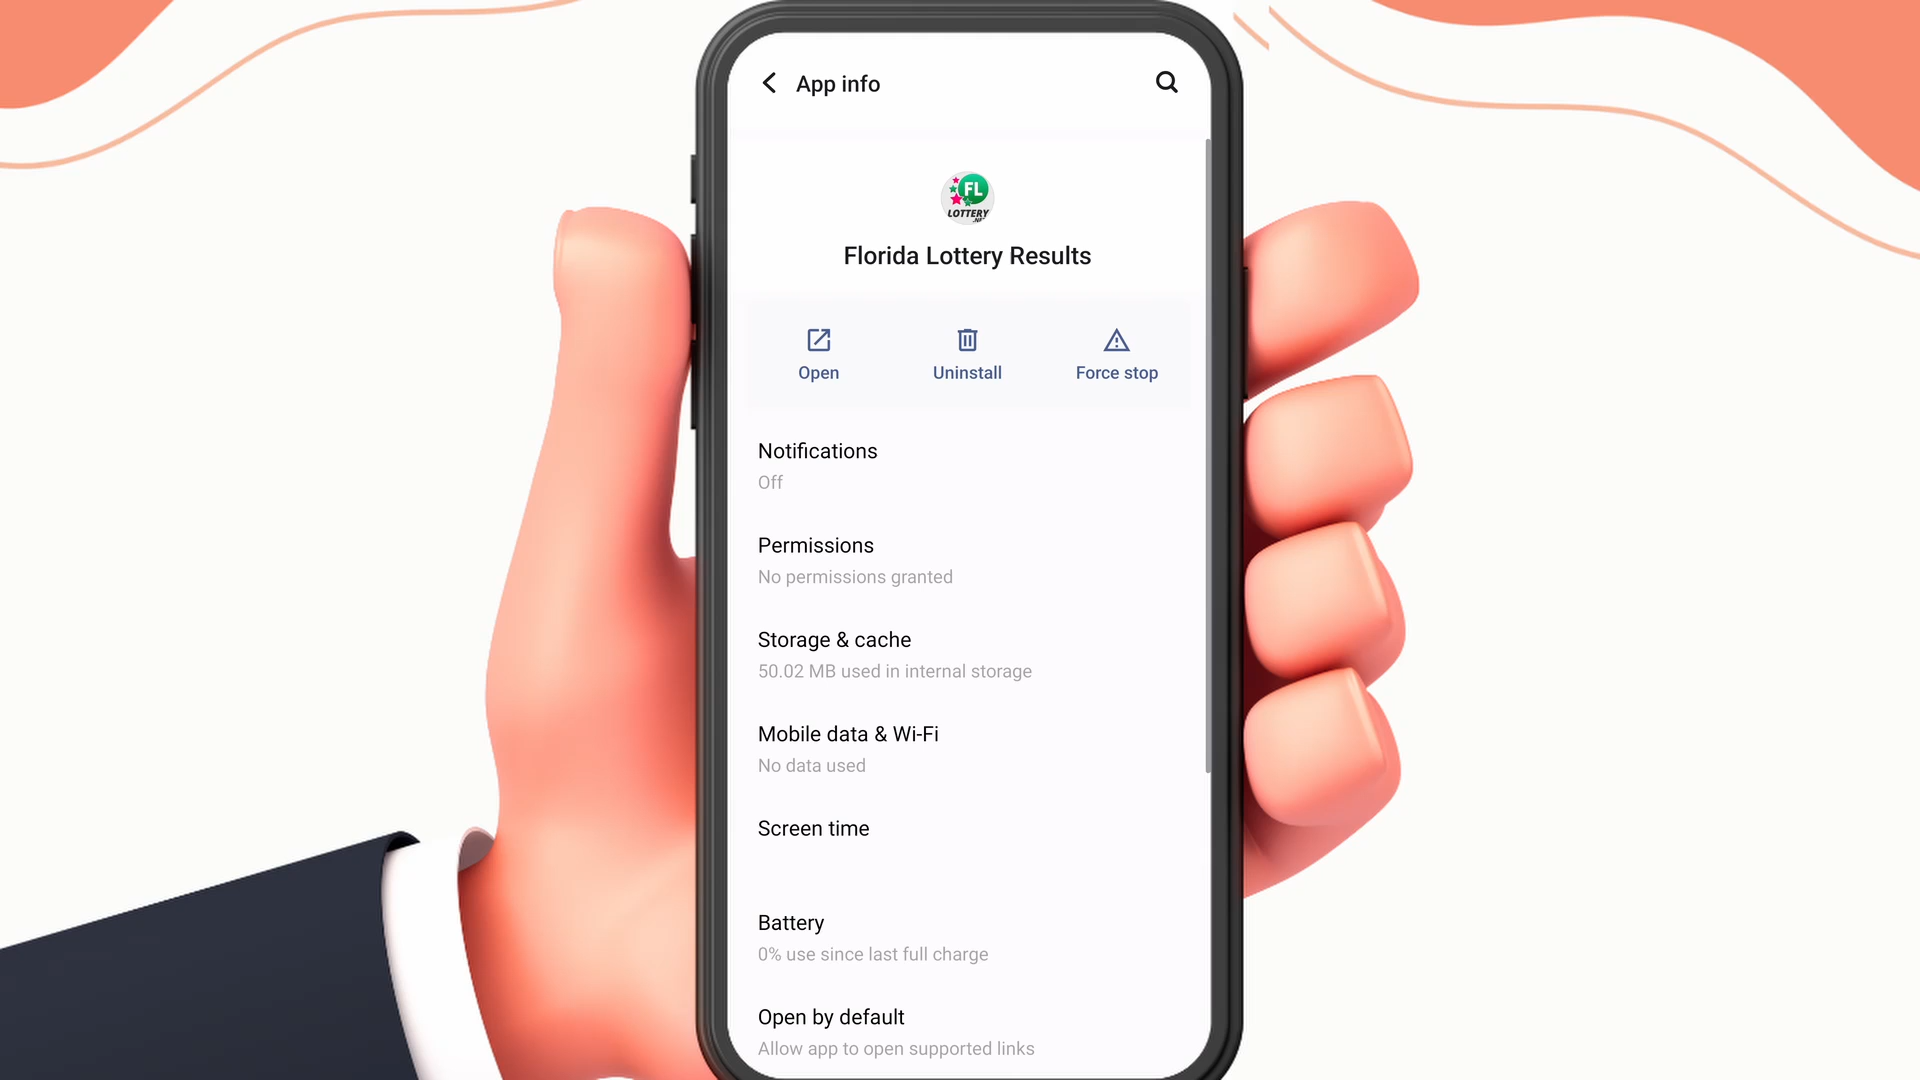 App info
FL
LOTTERY
.NET
Florida Lottery Results
Open
Uninstall
Force stop
Notifications
Off
Permissions
No permissions granted
Storage & cache
50.02 MB used in internal storage
Mobile data & Wi-Fi
No data used
Screen time
Battery
0% use since last full charge
Open by default
Allow app to open supported links